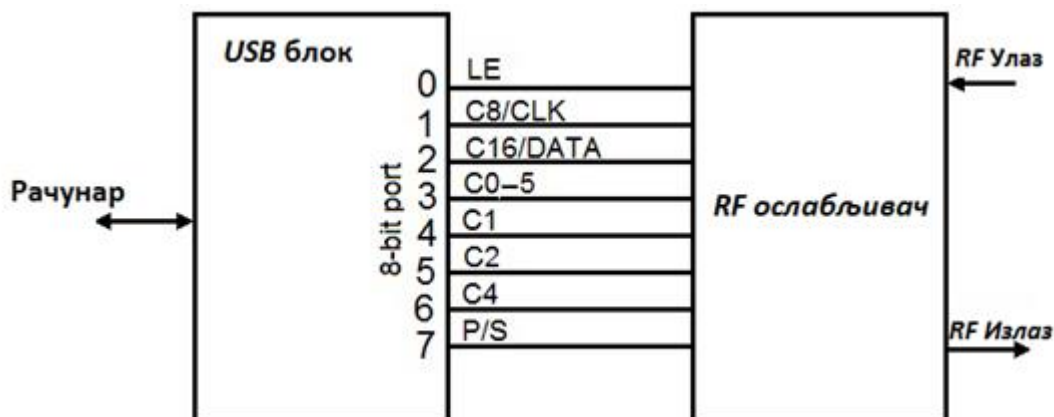 USB блок
RF Улаз
0 LE
1 C8/CLK
2 C16/DATA
3 C0–5
4 C1
5 C2
6 C4
7 P/S
8-bit port
Рачунар
RF ослабљивач
RF Излаз